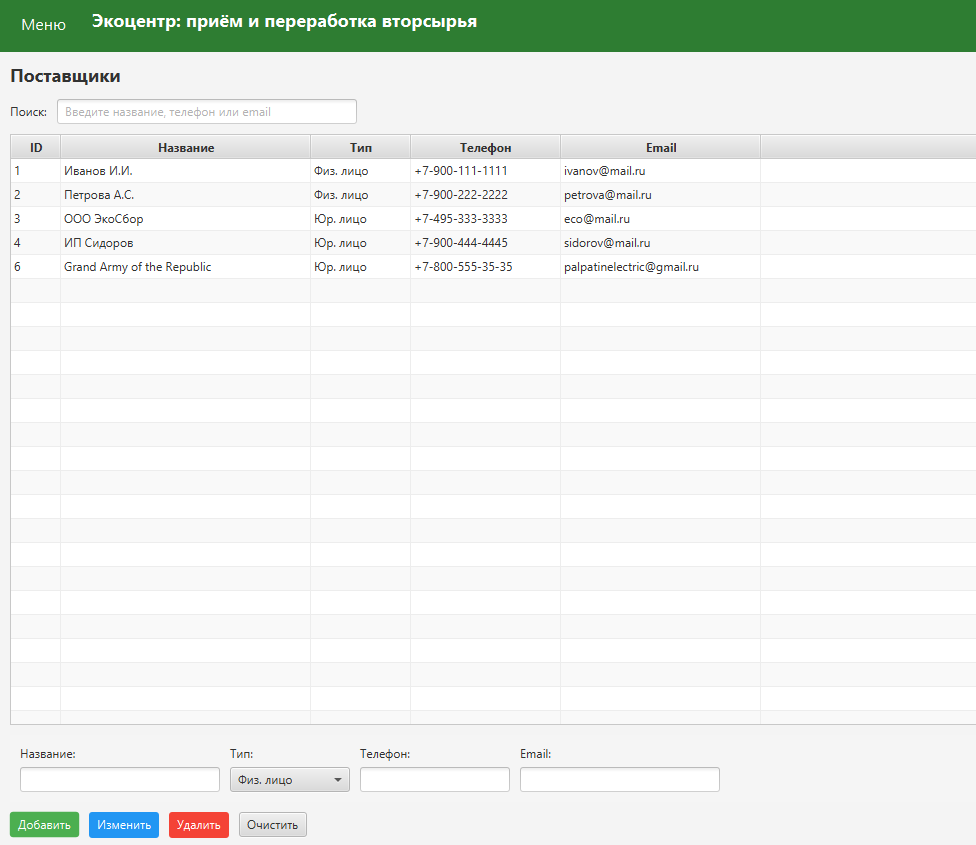 Меню Экоцентр: приём и переработка вторсырья
Поставщики
Поиск: Введите название, телефон или email
ID Название Тип Телефон Email
1 Иванов И.И. Физ. лицо +7-900-111-1111 ivanov@mail.ru
2 Петрова А.С. Физ. лицо +7-900-222-2222 petrova@mail.ru
3 ООО ЭкоСбор Юр. лицо +7-495-333-3333 eco@mail.ru
4 ИП Сидоров Юр. лицо +7-900-444-4445 sidorov@mail.ru
6 Grand Army of the Republic Юр. лицо +7-800-555-35-35 palpatinelectric@gmail.ru
Название: Тип: Телефон: Email:
Физ. лицо
Добавить Изменить Удалить Очистить